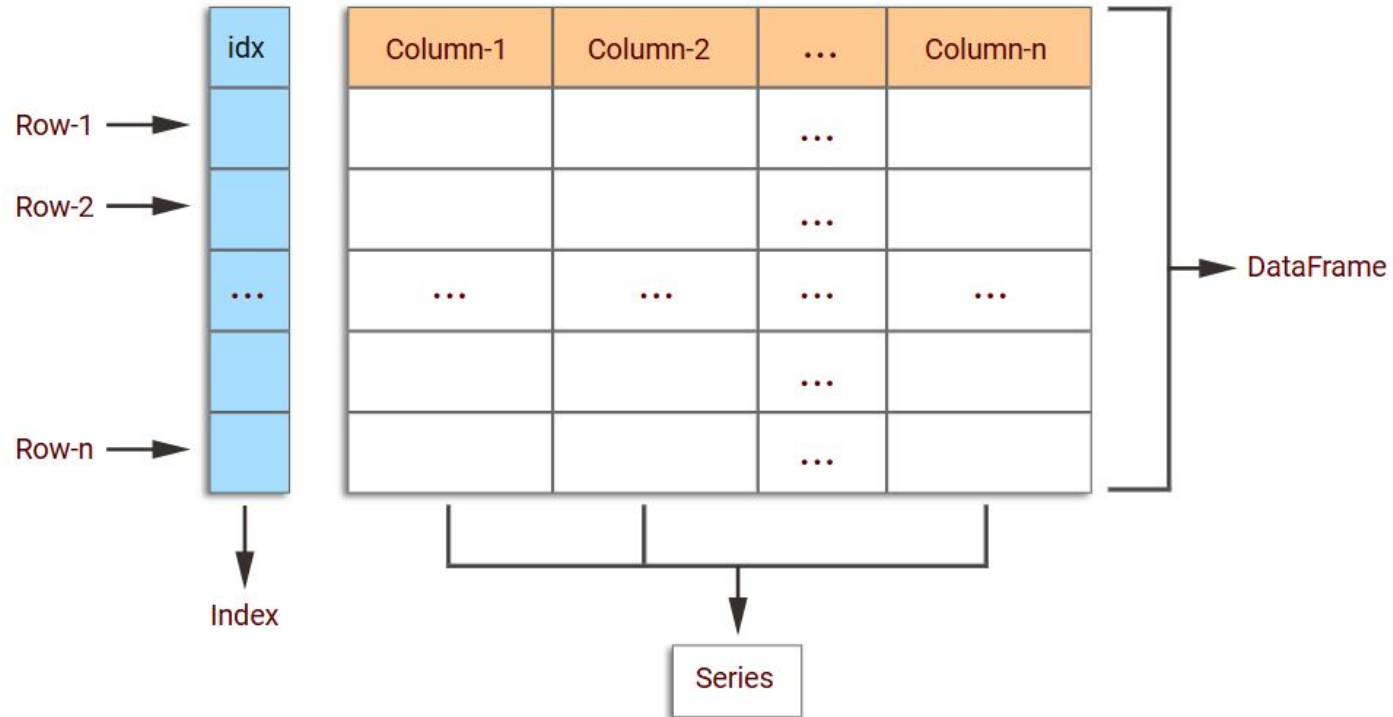 idx Column-1 Column-2 ... Column-n
Row-1 ...
Row-2 ...
... ... ... ... ...
DataFrame
...
Row-n ...
Index
Series